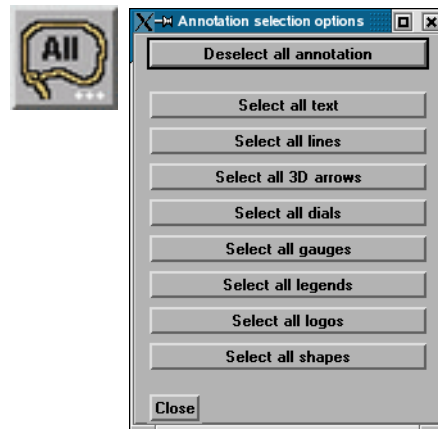 All
Annotation selection options
Deselect all annotation
Select all text
Select all lines
Select all 3D arrows
Select all dials
Select all gauges
Select all legends
Select all logos
Select all shapes
Close